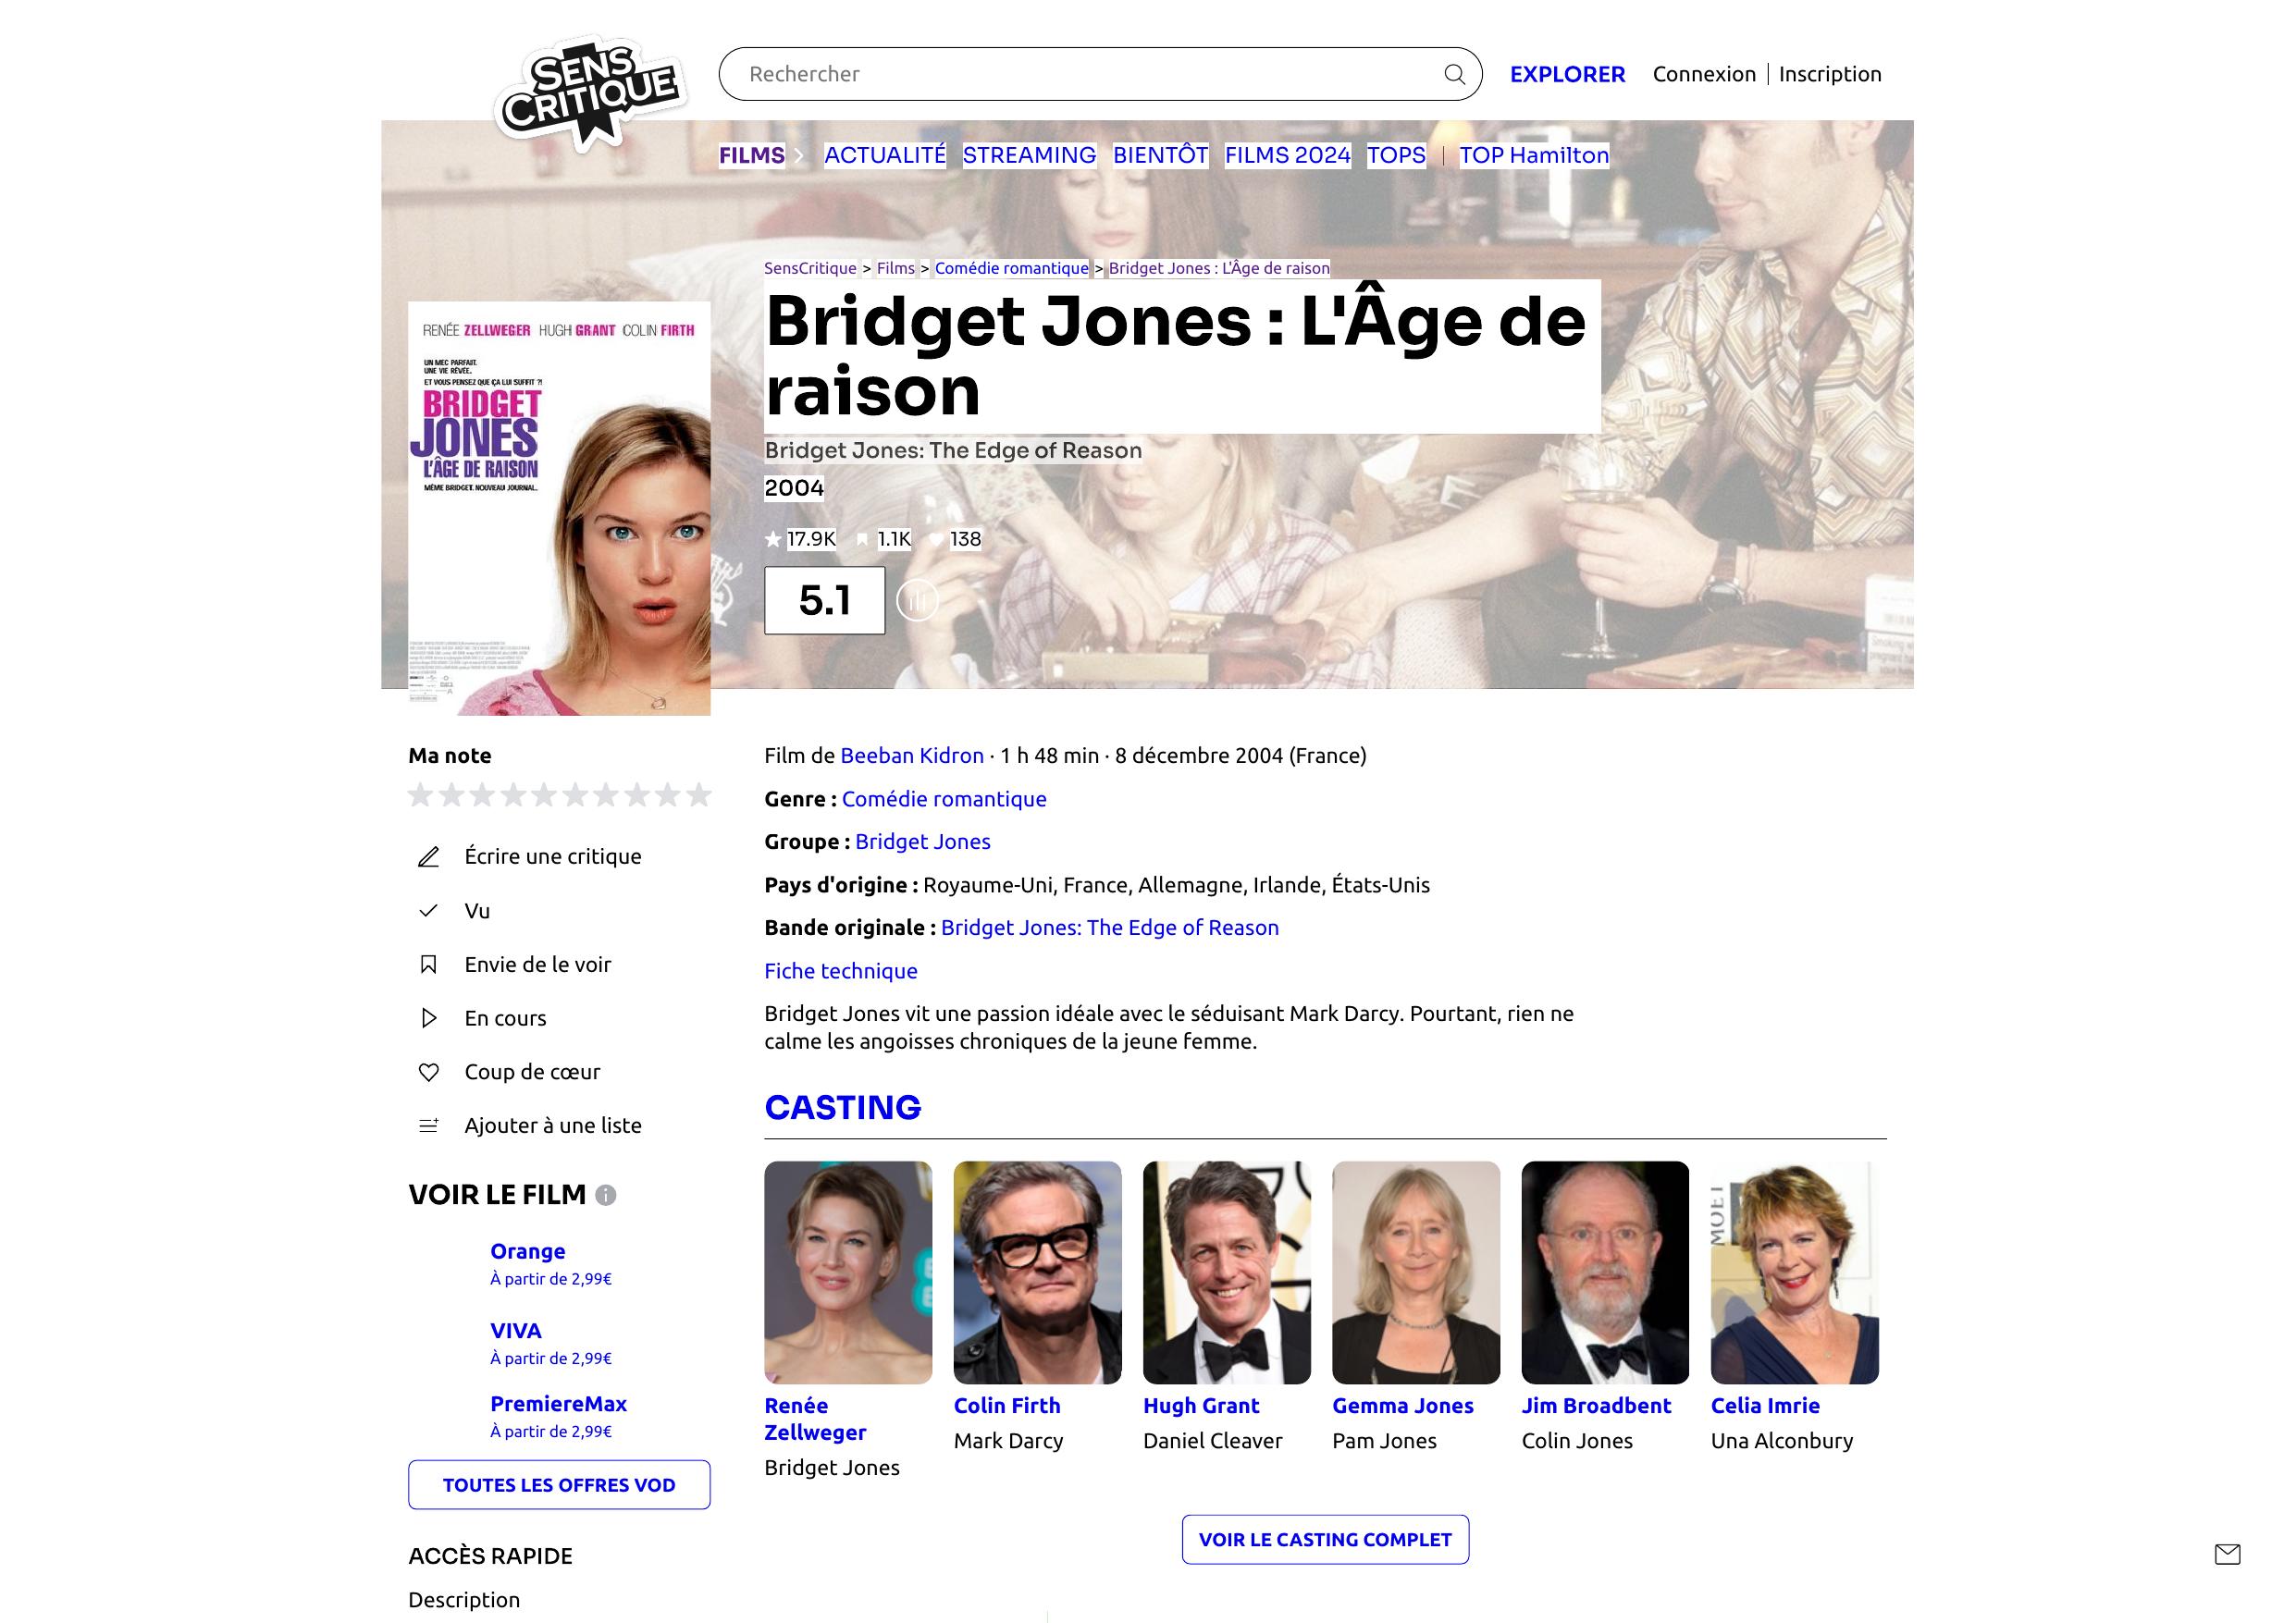 SENS
CRITIQUE
Rechercher
EXPLORER
Connexion | Inscription
FILMS
ACTUALITÉ
STREAMING
BIENTÔT
FILMS 2024
TOPS
|
TOP Hamilton
SensCritique > Films > Comédie romantique > Bridget Jones : L'Âge de raison
Bridget Jones : L'Âge de
raison
Bridget Jones: The Edge of Reason
2004
17.9K
1.1K
138
5.1
RENÉE ZELLWEGER HUGH GRANT COLIN FIRTH
UN MEC PARFAIT.
UNE VIE RÊVÉE.
ET VOUS PENSEZ QUE ÇA LUI SUFFIT ?!
BRIDGET
JONES
L'ÂGE DE RAISON
MÊME BRIDGET. NOUVEAU JOURNAL.
Ma note
Écrire une critique
Vu
Envie de le voir
En cours
Coup de cœur
Ajouter à une liste
VOIR LE FILM
Orange
À partir de 2,99€
VIVA
À partir de 2,99€
PremiereMax
À partir de 2,99€
TOUTES LES OFFRES VOD
ACCÈS RAPIDE
Description
Film de Beeban Kidron · 1 h 48 min · 8 décembre 2004 (France)
Genre : Comédie romantique
Groupe : Bridget Jones
Pays d'origine : Royaume-Uni, France, Allemagne, Irlande, États-Unis
Bande originale : Bridget Jones: The Edge of Reason
Fiche technique
Bridget Jones vit une passion idéale avec le séduisant Mark Darcy. Pourtant, rien ne
calme les angoisses chroniques de la jeune femme.
CASTING
MOET
Renée
Zellweger
Bridget Jones
Colin Firth
Mark Darcy
Hugh Grant
Daniel Cleaver
Gemma Jones
Pam Jones
Jim Broadbent
Colin Jones
Celia Imrie
Una Alconbury
VOIR LE CASTING COMPLET